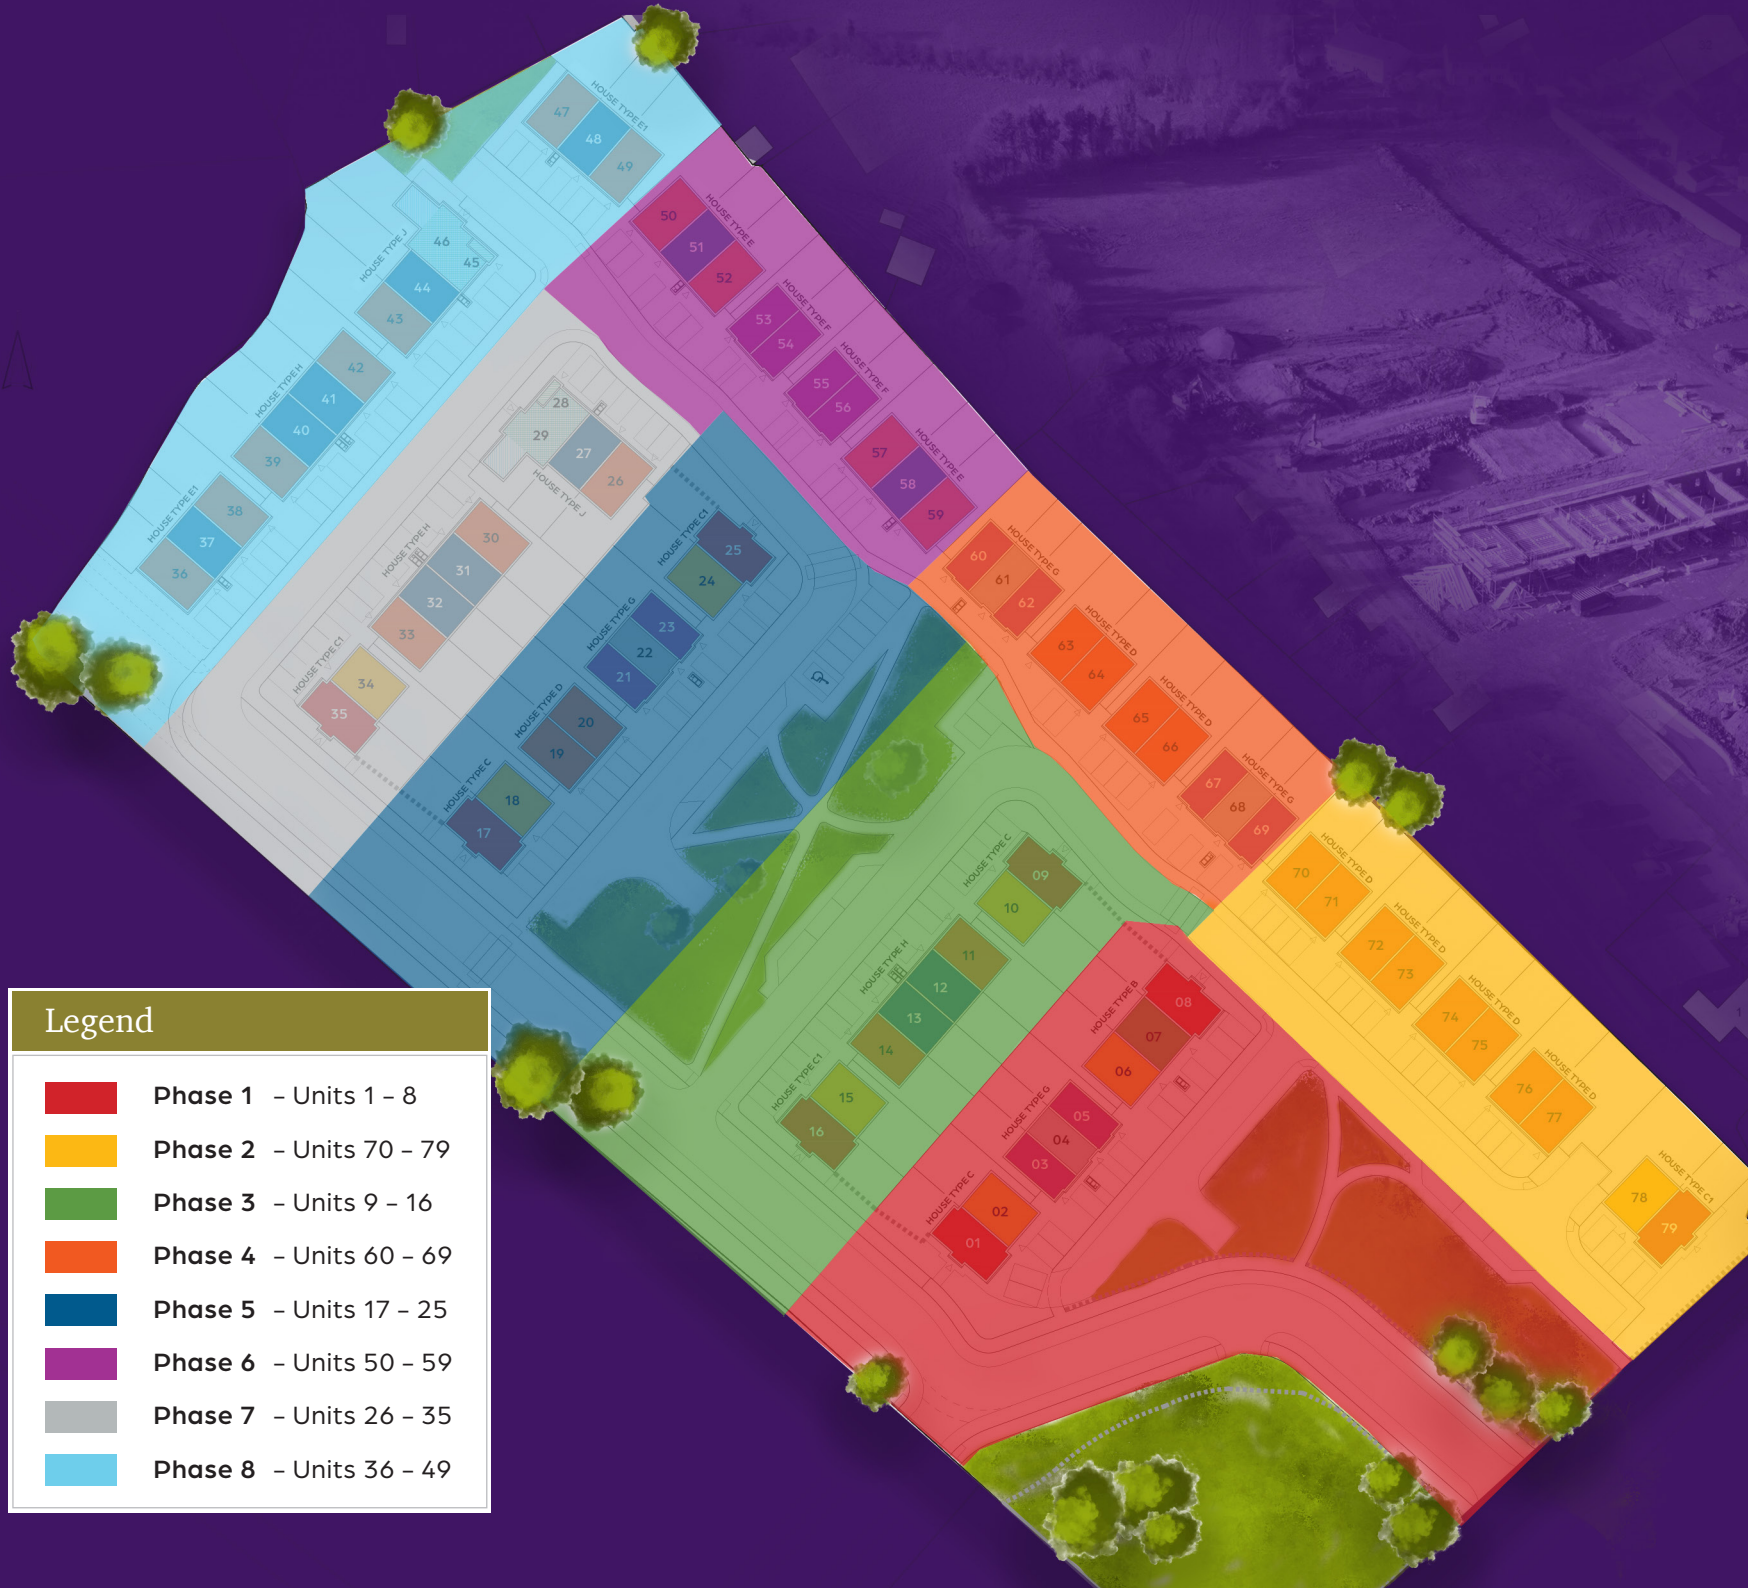 HOUSE TYPE E1
47
48
49
HOUSE TYPE J
46
45
44
43
HOUSE TYPE H
42
41
40
39
HOUSE TYPE E1
38
37
36
HOUSE TYPE E
50
51
52
HOUSE TYPE F
53
54
HOUSE TYPE F
55
56
HOUSE TYPE E
57
58
59
28
29
27
26
HOUSE TYPE J
HOUSE TYPE H
30
31
32
33
HOUSE TYPE C1
34
35
HOUSE TYPE C1
25
24
HOUSE TYPE G
23
22
21
HOUSE TYPE D
20
19
HOUSE TYPE C
18
17
HOUSE TYPE G
60
61
62
HOUSE TYPE D
63
64
HOUSE TYPE D
65
66
HOUSE TYPE G
67
68
69
HOUSE TYPE C
09
10
HOUSE TYPE H
11
12
13
14
HOUSE TYPE C1
15
16
HOUSE TYPE B
08
07
06
HOUSE TYPE G
05
04
03
HOUSE TYPE C
02
01
HOUSE TYPE D
70
71
HOUSE TYPE D
72
73
HOUSE TYPE D
74
75
HOUSE TYPE D
76
77
HOUSE TYPE C1
78
79
Legend
Phase 1 – Units 1 – 8
Phase 2 – Units 70 – 79
Phase 3 – Units 9 – 16
Phase 4 – Units 60 – 69
Phase 5 – Units 17 – 25
Phase 6 – Units 50 – 59
Phase 7 – Units 26 – 35
Phase 8 – Units 36 – 49